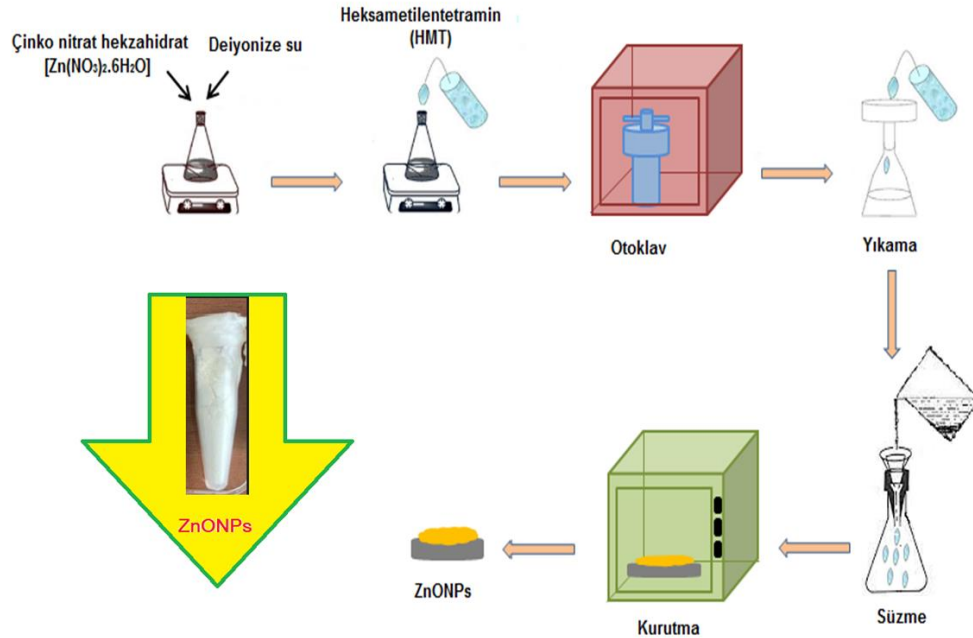 Çinko nitrat hekzahidrat
[Zn(NO₃)₂.6H₂O]
Deiyonize su
Heksametilentetramin
(HMT)
Otoklav
Yıkama
Süzme
Kurutma
ZnONPs
ZnONPs